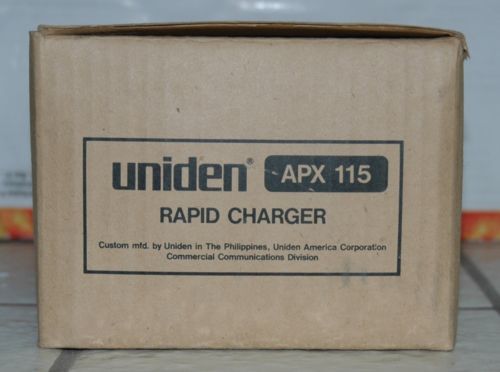 uniden® APX 115
RAPID CHARGER
Custom mfd. by Uniden in The Philippines, Uniden America Corporation
Commercial Communications Division